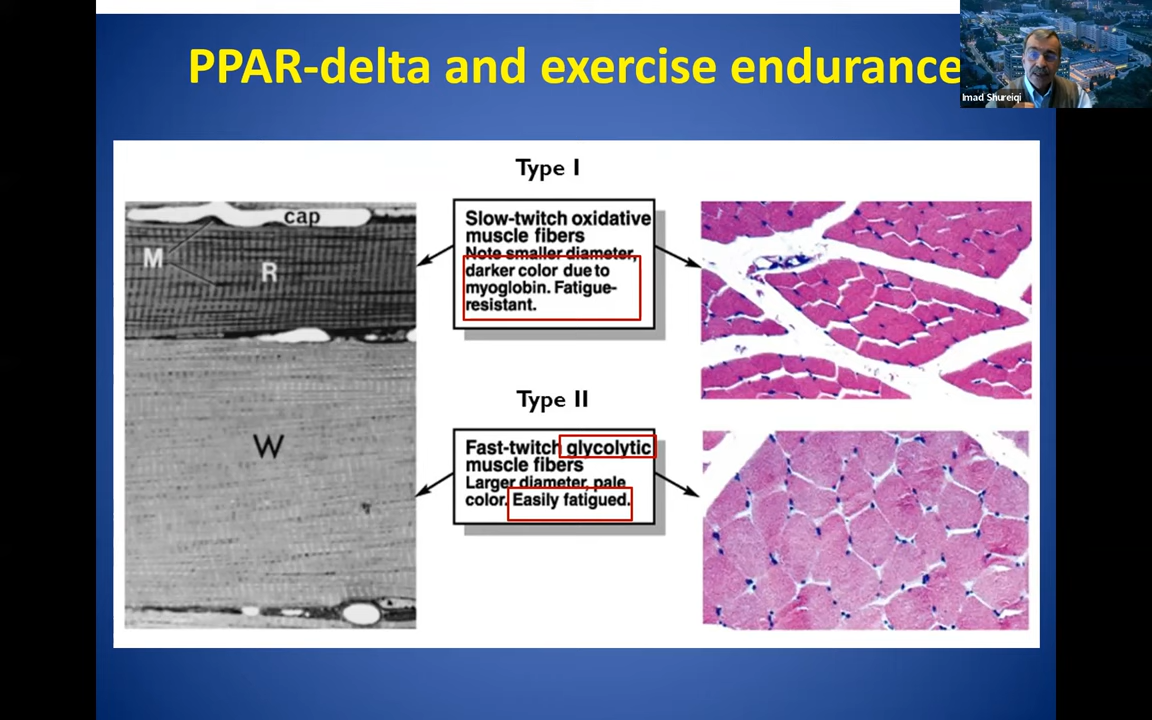 PPAR-delta and exercise endurance
Imad Shureiqi
Type I
cap
M
R
Slow-twitch oxidative
muscle fibers
Note smaller diameter,
darker color due to
myoglobin. Fatigue-
resistant.
Type II
W
Fast-twitch glycolytic
muscle fibers
Larger diameter, pale
color. Easily fatigued.